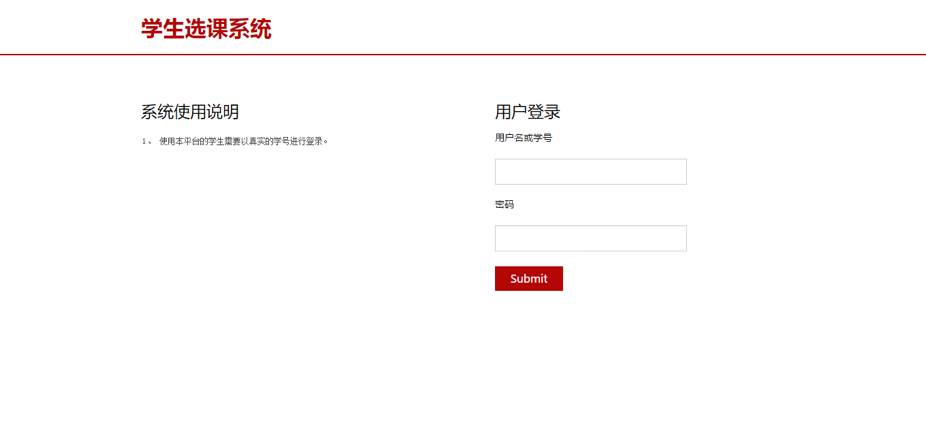 学生选课系统
系统使用说明
1、 使用本平台的学生需要以真实的学号进行登录。
用户登录
用户名或学号
密码
Submit